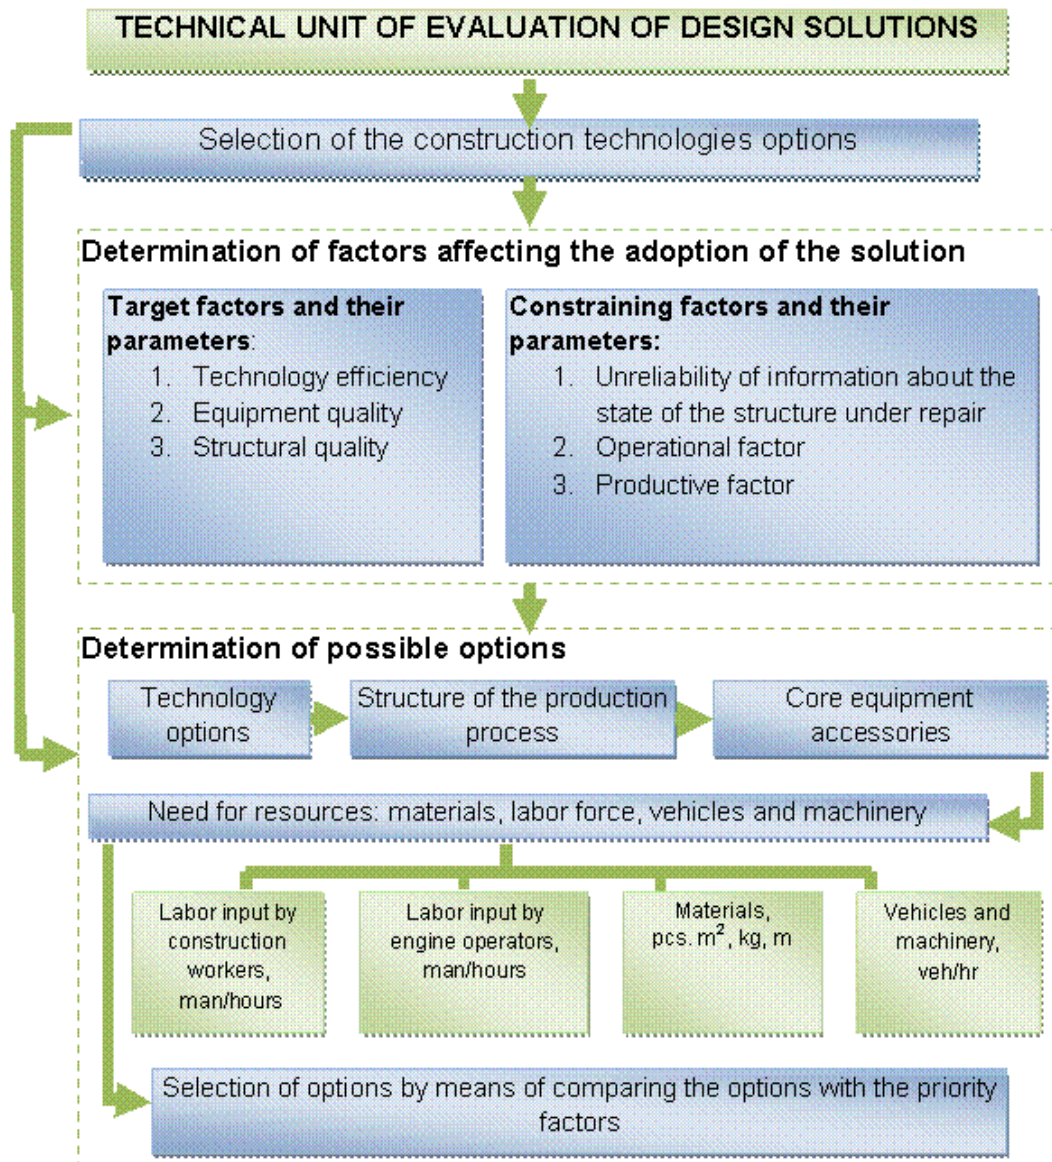 TECHNICAL UNIT OF EVALUATION OF DESIGN SOLUTIONS
Selection of the construction technologies options
Determination of factors affecting the adoption of the solution
Target factors and their
parameters:
1. Technology efficiency
2. Equipment quality
3. Structural quality
Constraining factors and their
parameters:
1. Unreliability of information about the
state of the structure under repair
2. Operational factor
3. Productive factor
Determination of possible options
Technology
options
Structure of the production
process
Core equipment
accessories
Need for resources: materials, labor force, vehicles and machinery
Labor input by
construction
workers,
man/hours
Labor input by
engine operators,
man/hours
Materials,
pcs. m², kg, m
Vehicles and
machinery,
veh/hr
Selection of options by means of comparing the options with the priority
factors